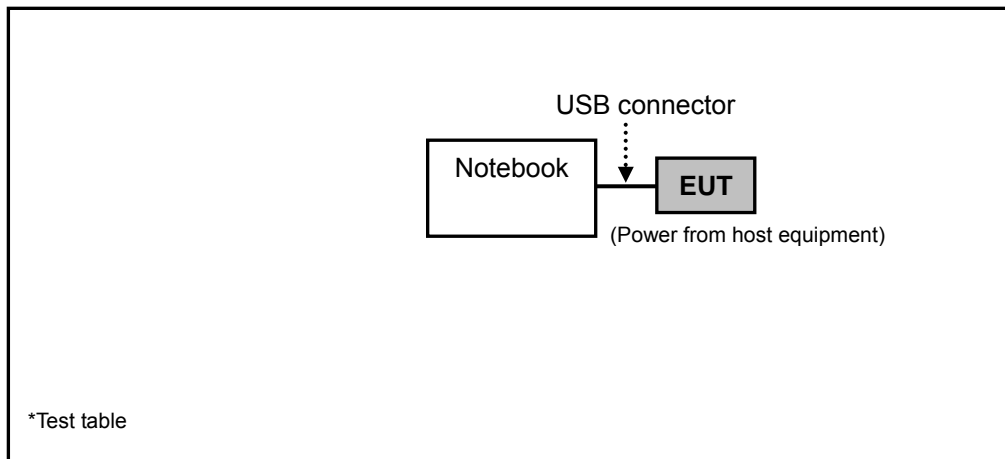 USB connector
Notebook
EUT
(Power from host equipment)
*Test table